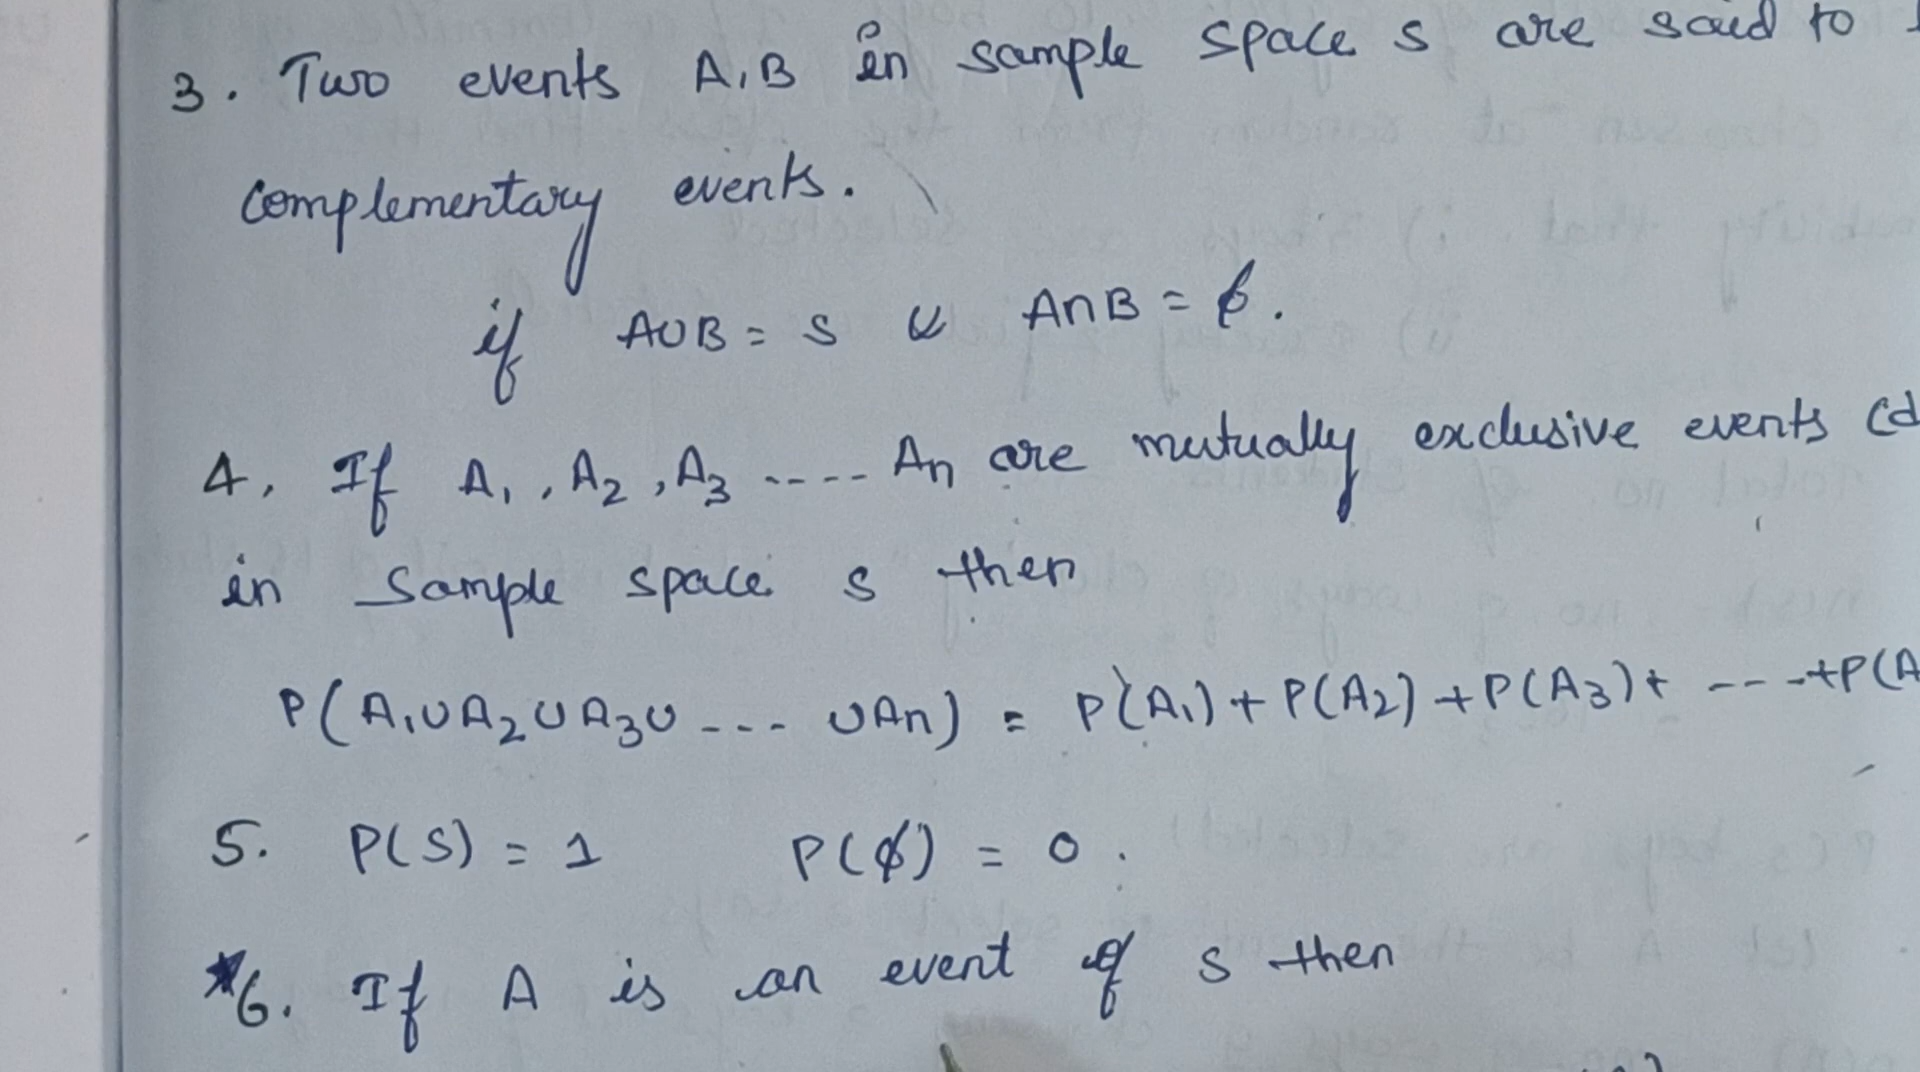 3. Two events A,B in sample space s are said to
complementary events.
if A∪B = s & A∩B = ϕ.
4. If A₁, A₂, A₃ ..... An are mutually exclusive events
in sample space s then
P(A₁∪A₂∪A₃∪ ... ∪An) = P(A₁) + P(A₂) + P(A₃) + ---- + P(A
5. P(S) = 1 P(ϕ) = 0.
*6. If A is an event of s then